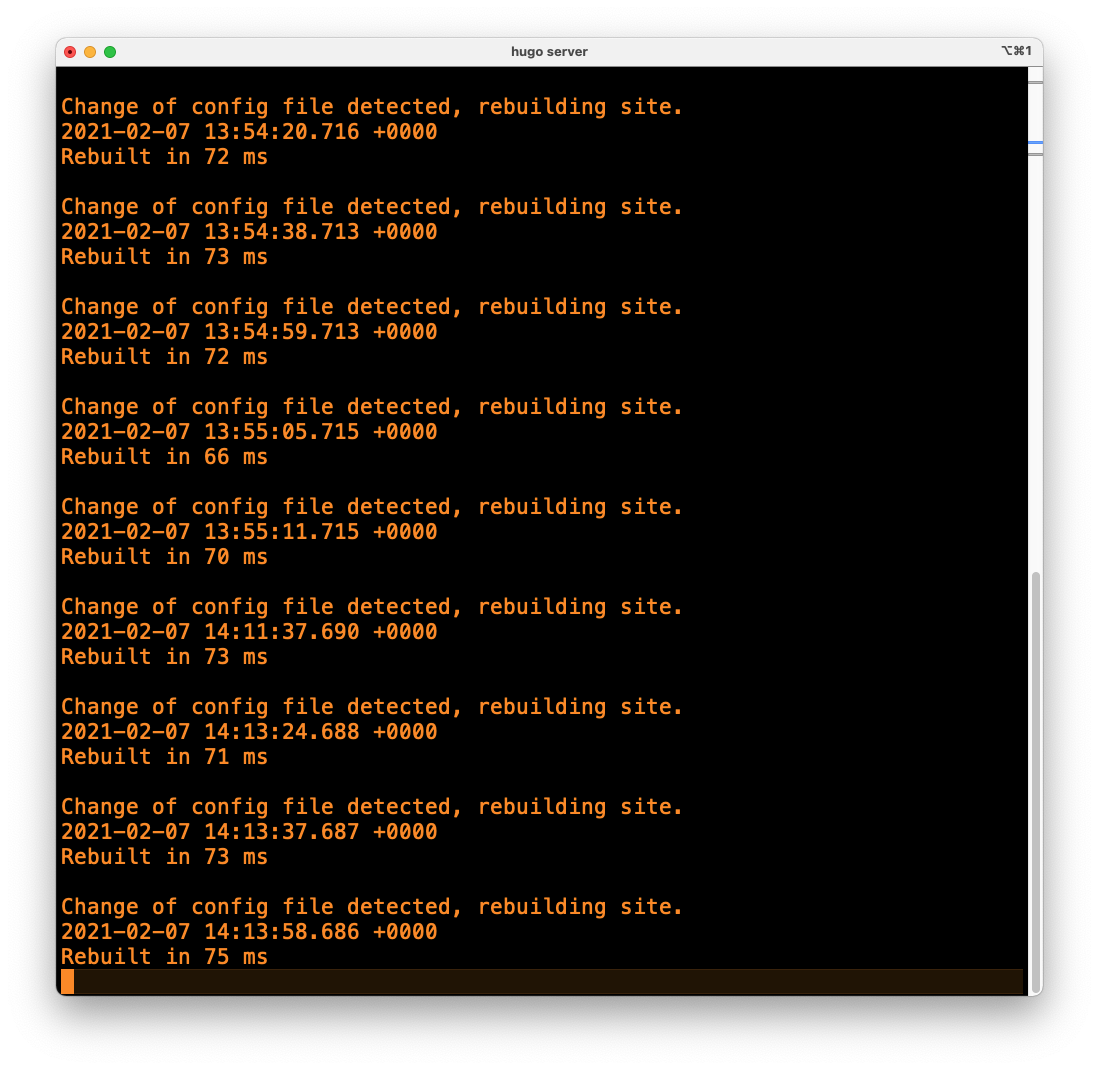 hugo server
⌥⌘1
Change of config file detected, rebuilding site.
2021-02-07 13:54:20.716 +0000
Rebuilt in 72 ms
Change of config file detected, rebuilding site.
2021-02-07 13:54:38.713 +0000
Rebuilt in 73 ms
Change of config file detected, rebuilding site.
2021-02-07 13:54:59.713 +0000
Rebuilt in 72 ms
Change of config file detected, rebuilding site.
2021-02-07 13:55:05.715 +0000
Rebuilt in 66 ms
Change of config file detected, rebuilding site.
2021-02-07 13:55:11.715 +0000
Rebuilt in 70 ms
Change of config file detected, rebuilding site.
2021-02-07 14:11:37.690 +0000
Rebuilt in 73 ms
Change of config file detected, rebuilding site.
2021-02-07 14:13:24.688 +0000
Rebuilt in 71 ms
Change of config file detected, rebuilding site.
2021-02-07 14:13:37.687 +0000
Rebuilt in 73 ms
Change of config file detected, rebuilding site.
2021-02-07 14:13:58.686 +0000
Rebuilt in 75 ms